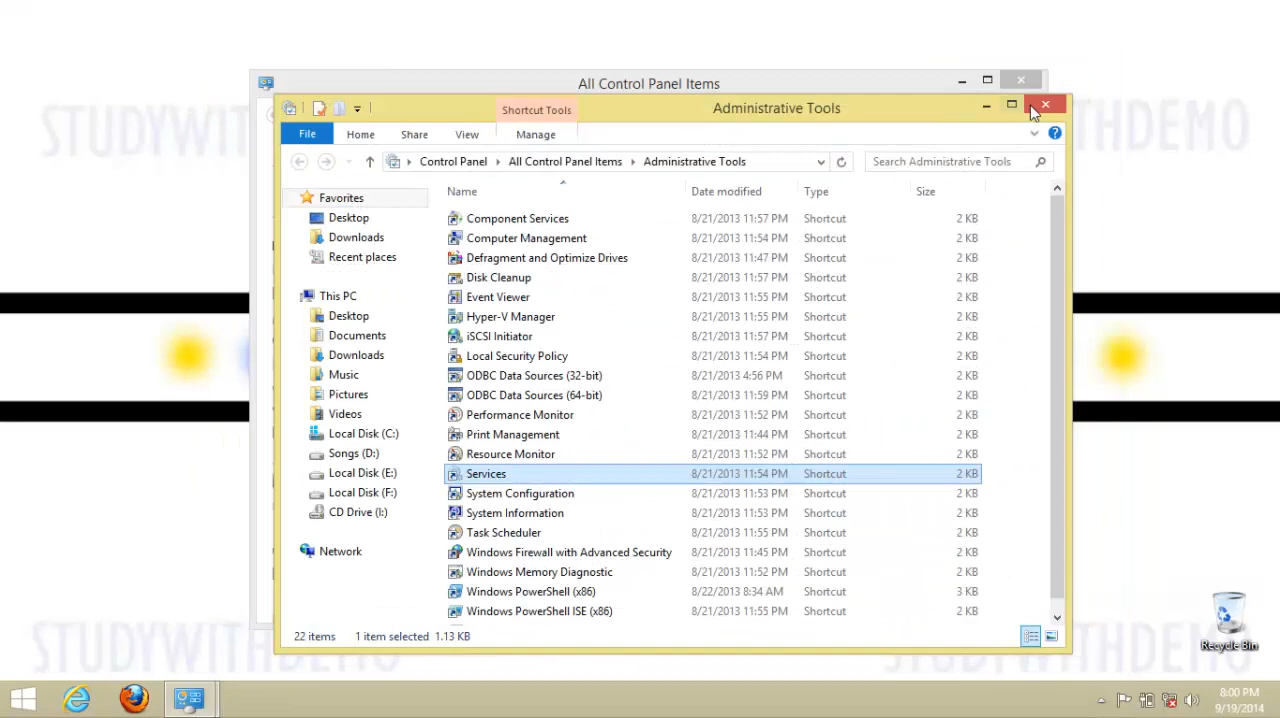 All Control Panel Items
Shortcut Tools
Administrative Tools
File Home Share View Manage
Control Panel All Control Panel Items Administrative Tools Search Administrative Tools
Name Date modified Type Size
Favorites
Desktop
Downloads
Recent places
This PC
Desktop
Documents
Downloads
Music
Pictures
Videos
Local Disk (C:)
Songs (D:)
Local Disk (E:)
Local Disk (F:)
CD Drive (I:)
Network
Component Services 8/21/2013 11:57 PM Shortcut 2 KB
Computer Management 8/21/2013 11:54 PM Shortcut 2 KB
Defragment and Optimize Drives 8/21/2013 11:47 PM Shortcut 2 KB
Disk Cleanup 8/21/2013 11:57 PM Shortcut 2 KB
Event Viewer 8/21/2013 11:55 PM Shortcut 2 KB
Hyper-V Manager 8/21/2013 11:55 PM Shortcut 2 KB
iSCSI Initiator 8/21/2013 11:57 PM Shortcut 2 KB
Local Security Policy 8/21/2013 11:54 PM Shortcut 2 KB
ODBC Data Sources (32-bit) 8/21/2013 4:56 PM Shortcut 2 KB
ODBC Data Sources (64-bit) 8/21/2013 11:59 PM Shortcut 2 KB
Performance Monitor 8/21/2013 11:52 PM Shortcut 2 KB
Print Management 8/21/2013 11:44 PM Shortcut 2 KB
Resource Monitor 8/21/2013 11:52 PM Shortcut 2 KB
Services 8/21/2013 11:54 PM Shortcut 2 KB
System Configuration 8/21/2013 11:53 PM Shortcut 2 KB
System Information 8/21/2013 11:53 PM Shortcut 2 KB
Task Scheduler 8/21/2013 11:55 PM Shortcut 2 KB
Windows Firewall with Advanced Security 8/21/2013 11:45 PM Shortcut 2 KB
Windows Memory Diagnostic 8/21/2013 11:52 PM Shortcut 2 KB
Windows PowerShell (x86) 8/22/2013 8:34 AM Shortcut 3 KB
Windows PowerShell ISE (x86) 8/21/2013 11:55 PM Shortcut 2 KB
22 items 1 item selected 1.13 KB
STUDYWITHDEMO
Recycle Bin
8:00 PM
9/19/2014